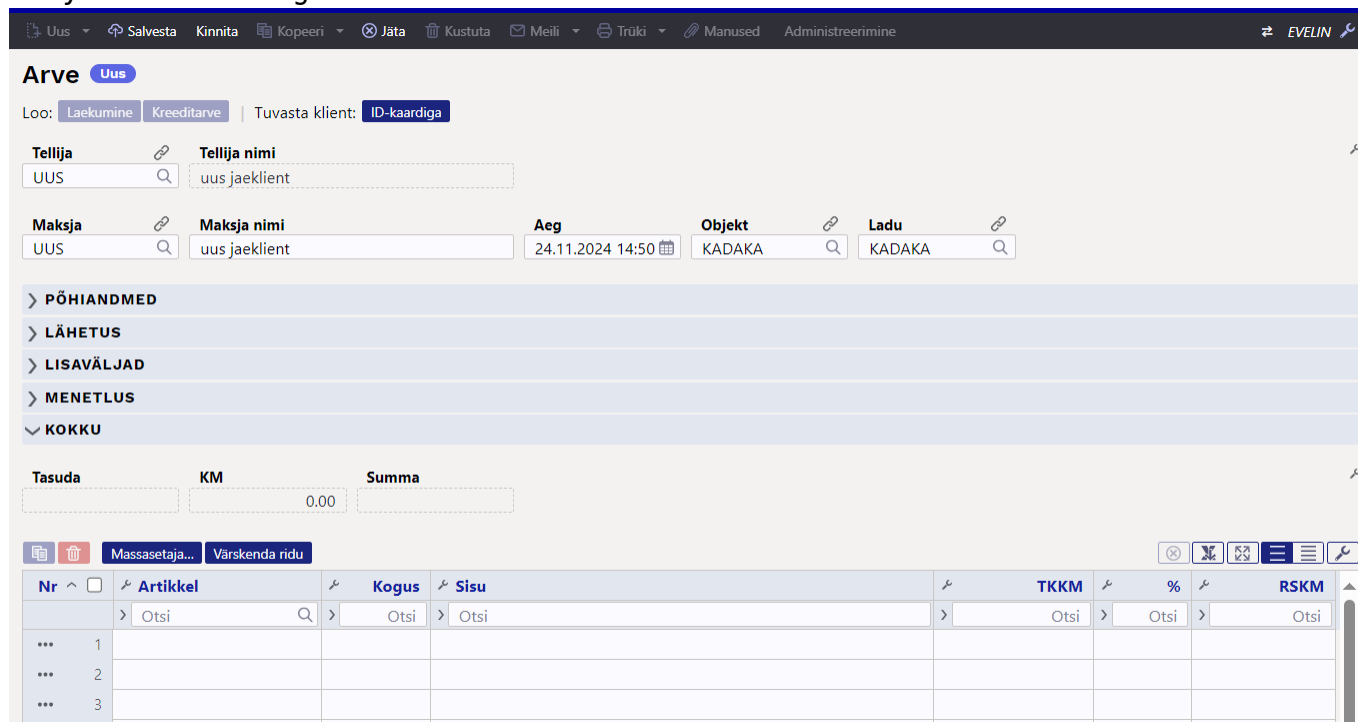 Uus Salvesta Kinnita Kopeeri Jäta Kustuta Meili Trüki Manused Administreerimine EVELIN
Arve Uus
Loo: Laekumine Kreeditarve | Tuvasta klient: ID-kaardiga
Tellija Tellija nimi
UUS uus jaeklient
Maksja Maksja nimi Aeg Objekt Ladu
UUS uus jaeklient 24.11.2024 14:50 KADAKA KADAKA
PÕHIANDMED
LÄHETUS
LISAVÄLJAD
MENETLUS
KOKKU
Tasuda KM Summa
0.00
Massasetaja... Värskenda ridu
Nr Artikkel Kogus Sisu TKKM % RSKM
Otsi Otsi Otsi Otsi Otsi Otsi
1
2
3